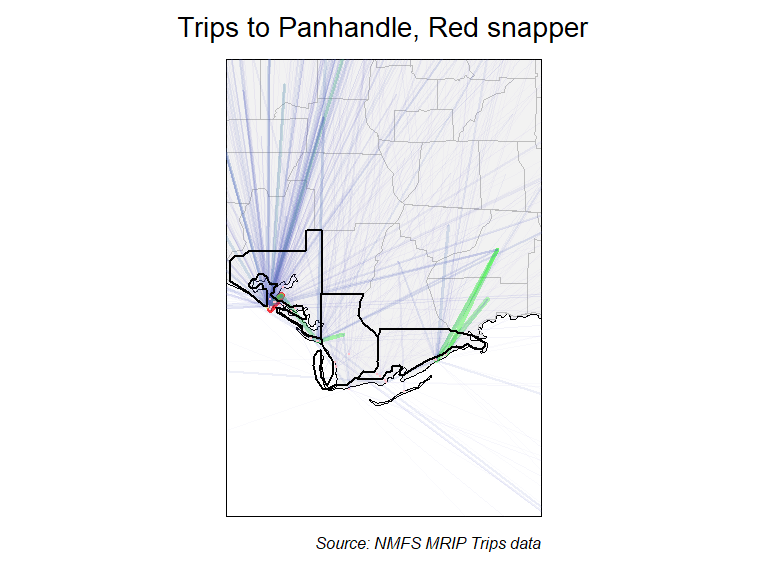 Trips to Panhandle, Red snapper
Source: NMFS MRIP Trips data